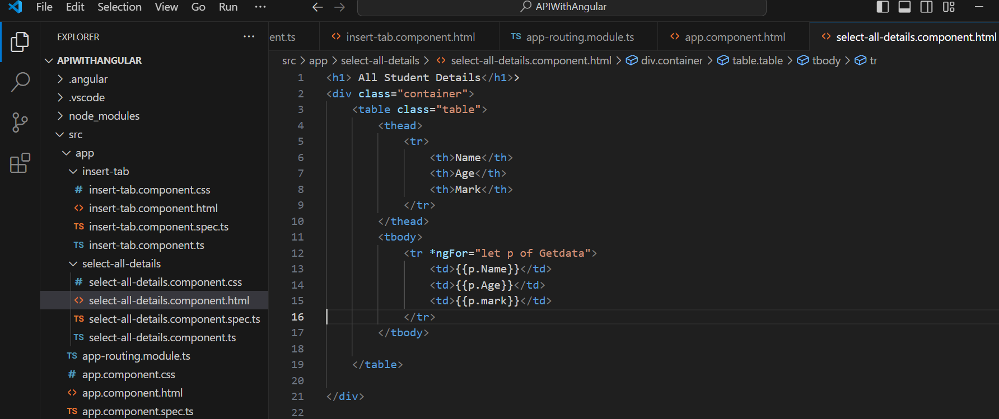 File Edit Selection View Go Run ···
APIWithAngular
EXPLORER ···
APIWITHANGULAR
.angular
.vscode
node_modules
src
app
insert-tab
# insert-tab.component.css
<> insert-tab.component.html
TS insert-tab.component.spec.ts
TS insert-tab.component.ts
select-all-details
# select-all-details.component.css
<> select-all-details.component.html
TS select-all-details.component.spec.ts
TS select-all-details.component.ts
TS app-routing.module.ts
# app.component.css
<> app.component.html
TS app.component.spec.ts
ent.ts <> insert-tab.component.html TS app-routing.module.ts <> app.component.html <> select-all-details.component.html
src > app > select-all-details > <> select-all-details.component.html > div.container > table.table > tbody > tr
1 <h1> All Student Details</h1>>
2 <div class="container">
3 <table class="table">
4 <thead>
5 <tr>
6 <th>Name</th>
7 <th>Age</th>
8 <th>Mark</th>
9 </tr>
10 </thead>
11 <tbody>
12 <tr *ngFor="let p of Getdata">
13 <td>{{p.Name}}</td>
14 <td>{{p.Age}}</td>
15 <td>{{p.mark}}</td>
16 </tr>
17 </tbody>
18
19 </table>
20
21 </div>
22